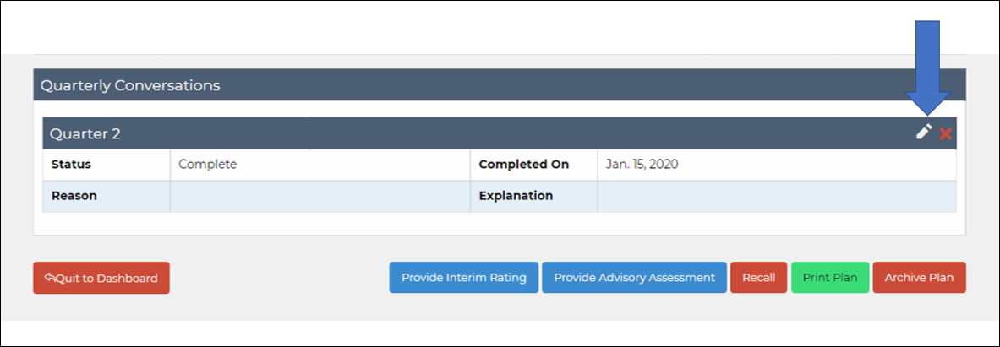 Quarterly Conversations
Quarter 2
Status Complete Completed On Jan. 15, 2020
Reason Explanation
Quit to Dashboard Provide Interim Rating Provide Advisory Assessment Recall Print Plan Archive Plan